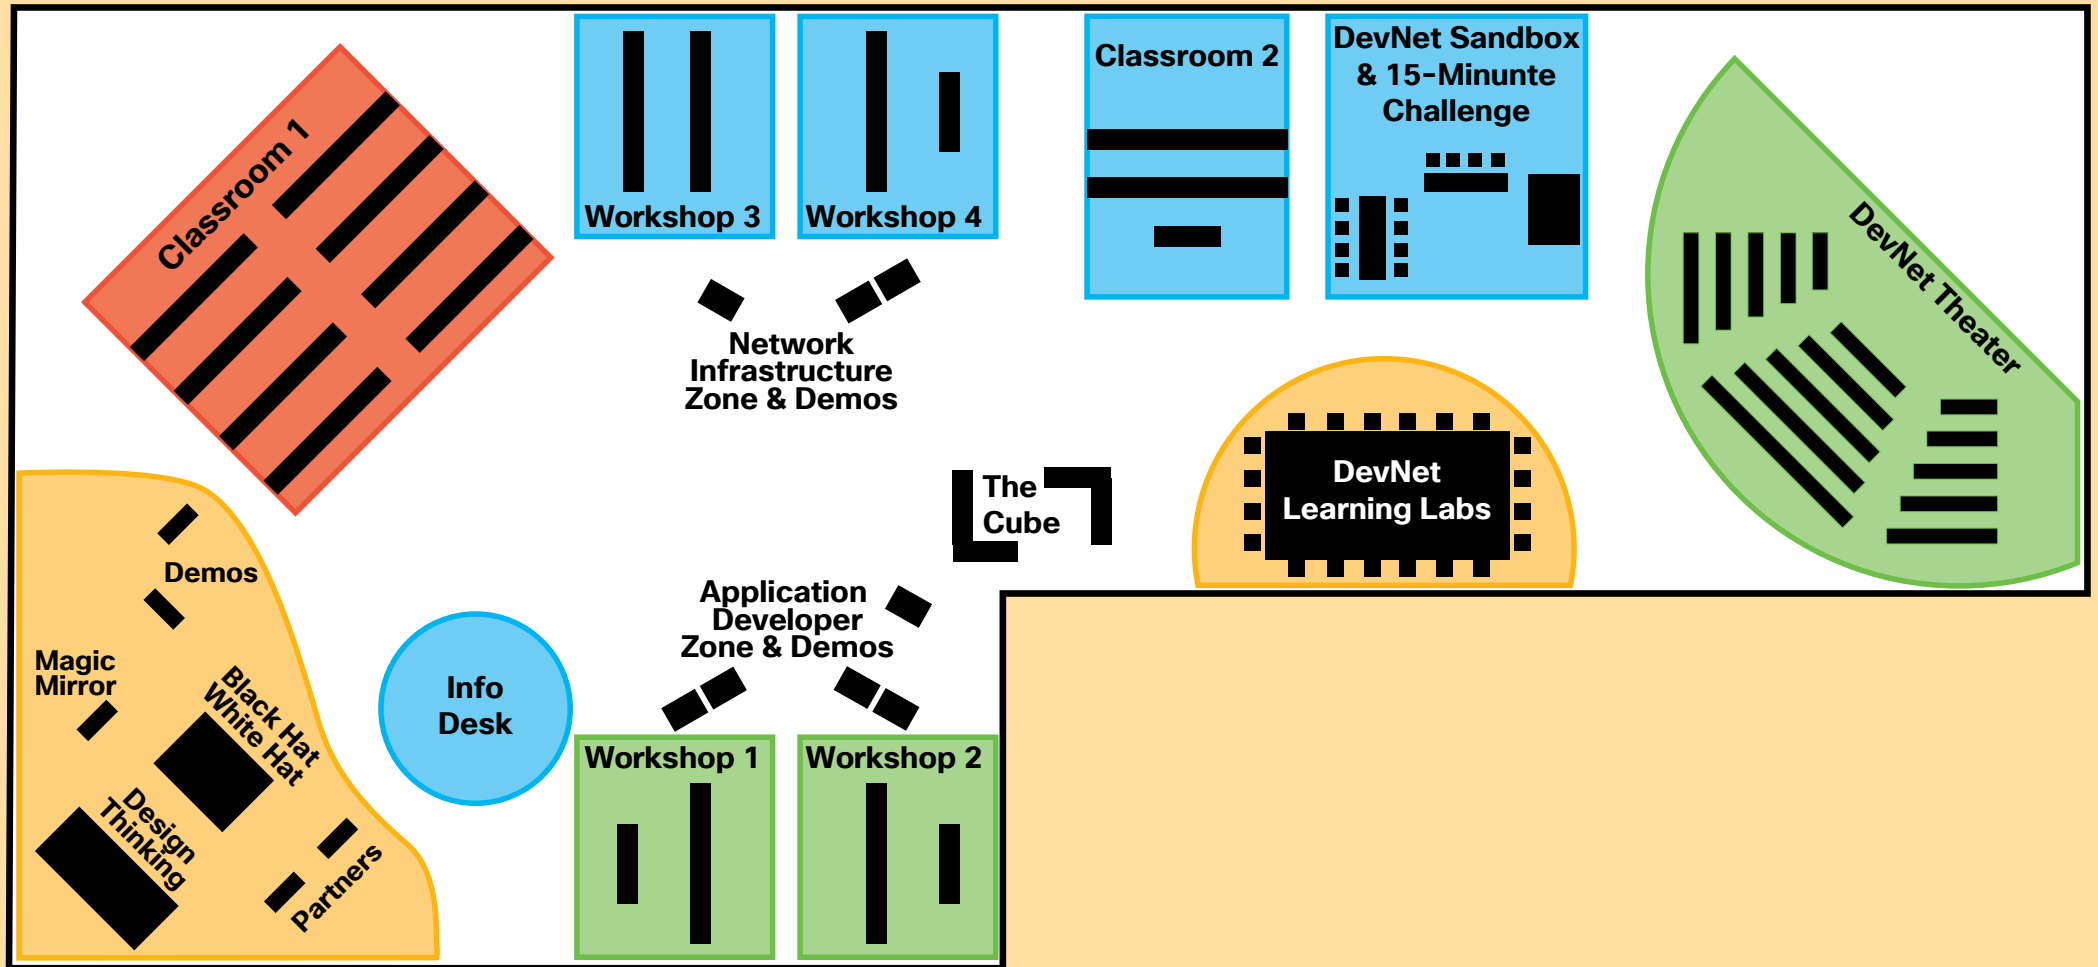 Classroom 1
Workshop 3
Workshop 4
Classroom 2
DevNet Sandbox
& 15-Minunte
Challenge
DevNet Theater
Network
Infrastructure
Zone & Demos
The
Cube
DevNet
Learning Labs
Demos
Magic
Mirror
Black Hat
White Hat
Design
Thinking
Partners
Info
Desk
Application
Developer
Zone & Demos
Workshop 1
Workshop 2